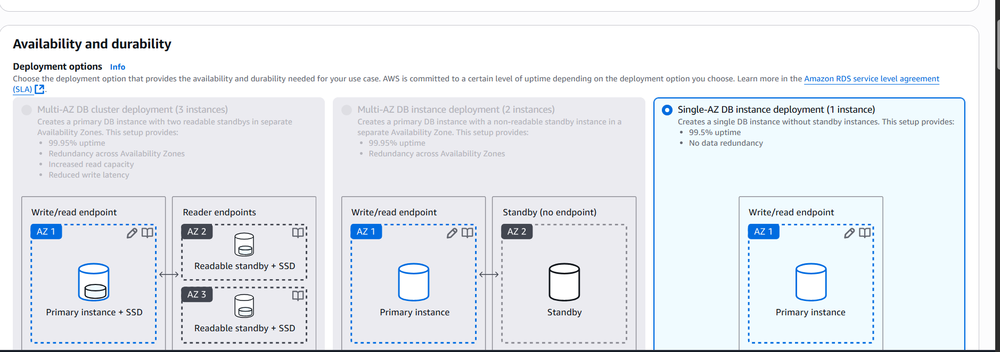 Availability and durability
Deployment options Info
Choose the deployment option that provides the availability and durability needed for your use case. AWS is committed to a certain level of uptime depending on the deployment option you choose. Learn more in the Amazon RDS service level agreement
(SLA).
Multi-AZ DB cluster deployment (3 instances)
Creates a primary DB instance with two readable standbys in separate
Availability Zones. This setup provides:
• 99.95% uptime
• Redundancy across Availability Zones
• Increased read capacity
• Reduced write latency
Write/read endpoint
AZ 1
Primary instance + SSD
Reader endpoints
AZ 2
Readable standby + SSD
AZ 3
Readable standby + SSD
Multi-AZ DB instance deployment (2 instances)
Creates a primary DB instance with a non-readable standby instance in a
separate Availability Zone. This setup provides:
• 99.95% uptime
• Redundancy across Availability Zones
Write/read endpoint
AZ 1
Primary instance
Standby (no endpoint)
AZ 2
Standby
Single-AZ DB instance deployment (1 instance)
Creates a single DB instance without standby instances. This setup provides:
• 99.5% uptime
• No data redundancy
Write/read endpoint
AZ 1
Primary instance